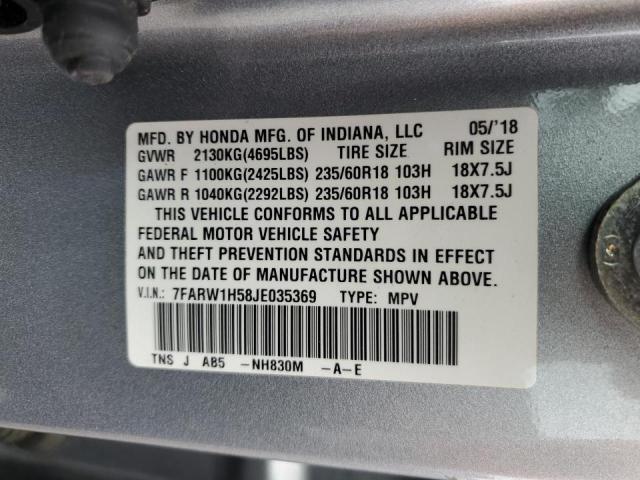 MFD. BY HONDA MFG. OF INDIANA, LLC 05/'18
GVWR 2130KG(4695LBS) TIRE SIZE RIM SIZE
GAWR F 1100KG(2425LBS) 235/60R18 103H 18X7.5J
GAWR R 1040KG(2292LBS) 235/60R18 103H 18X7.5J
THIS VEHICLE CONFORMS TO ALL APPLICABLE
FEDERAL MOTOR VEHICLE SAFETY
AND THEFT PREVENTION STANDARDS IN EFFECT
ON THE DATE OF MANUFACTURE SHOWN ABOVE.
V.I.N.: 7FARW1H58JE035369 TYPE: MPV
TNS J A85 -NH830M -A-E